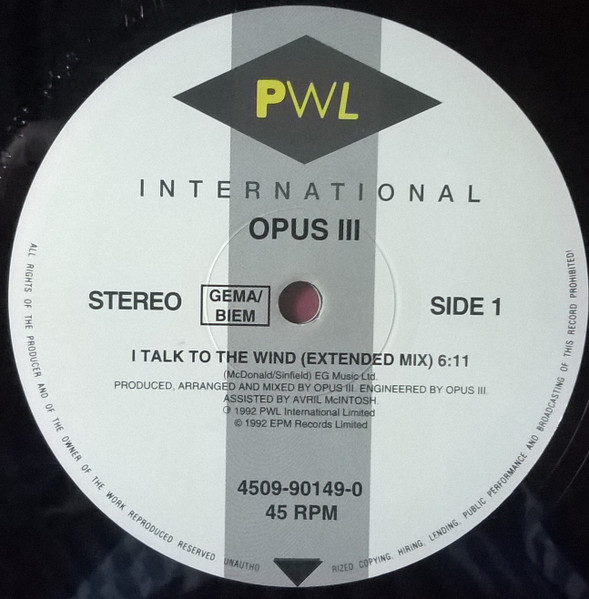 PWL
INTERNATIONAL
OPUS III
STEREO
GEMA/
BIEM
SIDE 1
I TALK TO THE WIND (EXTENDED MIX) 6:11
(McDonald/Sinfield) EG Music Ltd.
PRODUCED, ARRANGED AND MIXED BY OPUS III. ENGINEERED BY OPUS III.
ASSISTED BY AVRIL McINTOSH.
℗ 1992 PWL International Limited
© 1992 EPM Records Limited
4509-90149-0
45 RPM
ALL RIGHTS OF THE PRODUCER AND OF THE OWNER OF THE WORK REPRODUCED RESERVED UNAUTHO RIZED COPYING, HIRING, LENDING, PUBLIC PERFORMANCE AND BROADCASTING OF THIS RECORD PROHIBITED!